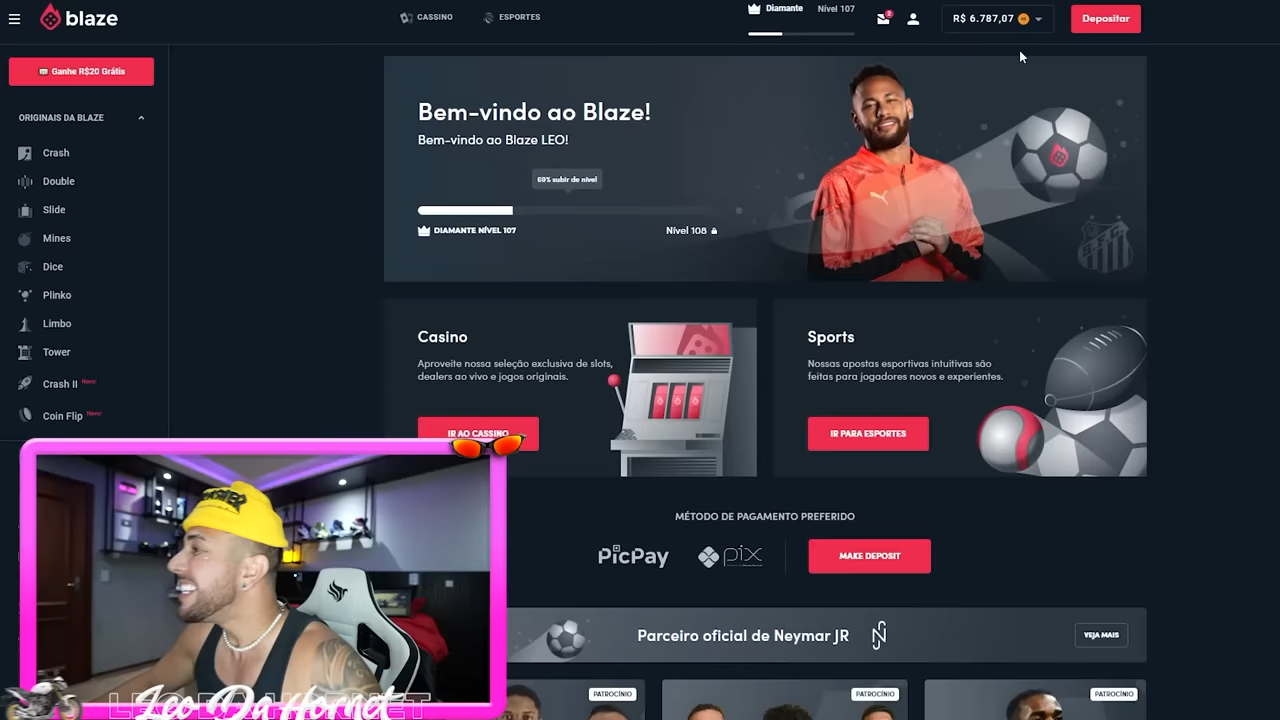 blaze
CASSINO
ESPORTES
Diamante
Nível 107
2
R$ 6.787,07
Depositar
Ganhe R$20 Grátis
ORIGINAIS DA BLAZE
Crash
Double
Slide
Mines
Dice
Plinko
Limbo
Tower
Crash II Novo!
Coin Flip Novo!
Bem-vindo ao Blaze!
Bem-vindo ao Blaze LEO!
69% subir de nível
DIAMANTE NÍVEL 107
Nível 108
Casino
Aproveite nossa seleção exclusiva de slots,
dealers ao vivo e jogos originais.
IR AO CASSINO
Sports
Nossas apostas esportivas intuitivas são
feitas para jogadores novos e experientes.
IR PARA ESPORTES
MÉTODO DE PAGAMENTO PREFERIDO
PicPay
pix
MAKE DEPOSIT
Parceiro oficial de Neymar JR
VEJA MAIS
PATROCÍNIO
PATROCÍNIO
PATROCÍNIO
Leo Da Hornet